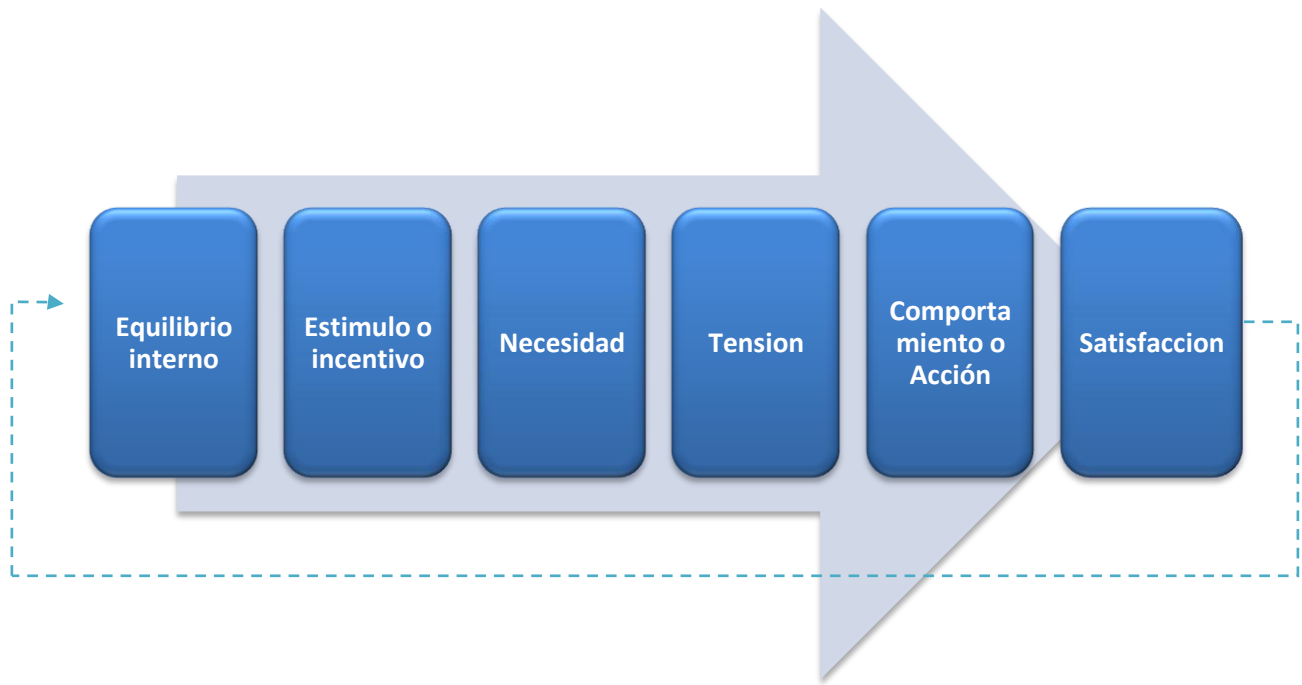 Equilibrio
interno
Estimulo o
incentivo
Necesidad
Tension
Comporta
miento o
Acción
Satisfaccion